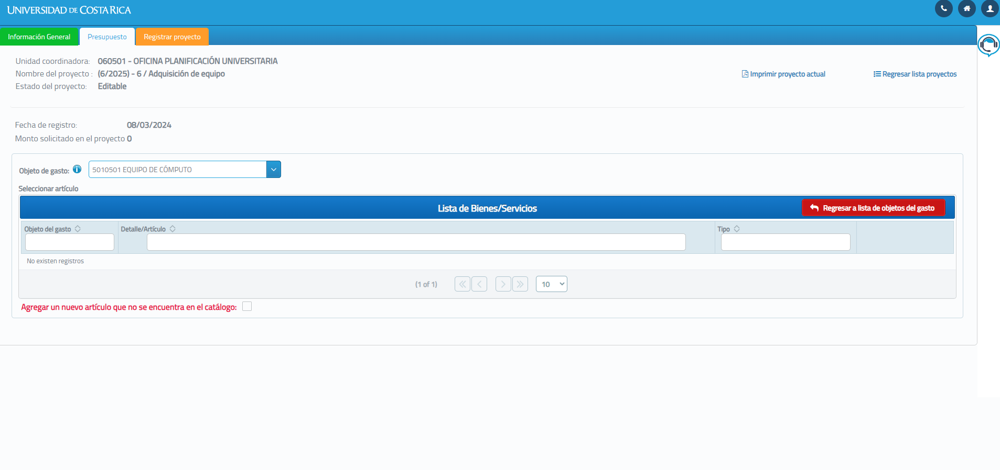 UNIVERSIDAD DE COSTA RICA
Información General
Presupuesto
Registrar proyecto
Unidad coordinadora: 060501 - OFICINA PLANIFICACIÓN UNIVERSITARIA
Nombre del proyecto : (6/2025) - 6 / Adquisición de equipo
Imprimir proyecto actual
Regresar lista proyectos
Estado del proyecto: Editable
Fecha de registro: 08/03/2024
Monto solicitado en el proyecto 0
Objeto de gasto: 5010501 EQUIPO DE CÓMPUTO
Seleccionar artículo
Lista de Bienes/Servicios
Regresar a lista de objetos del gasto
Objeto del gasto
Detalle/Artículo
Tipo
No existen registros
(1 of 1)
10
Agregar un nuevo artículo que no se encuentra en el catálogo: